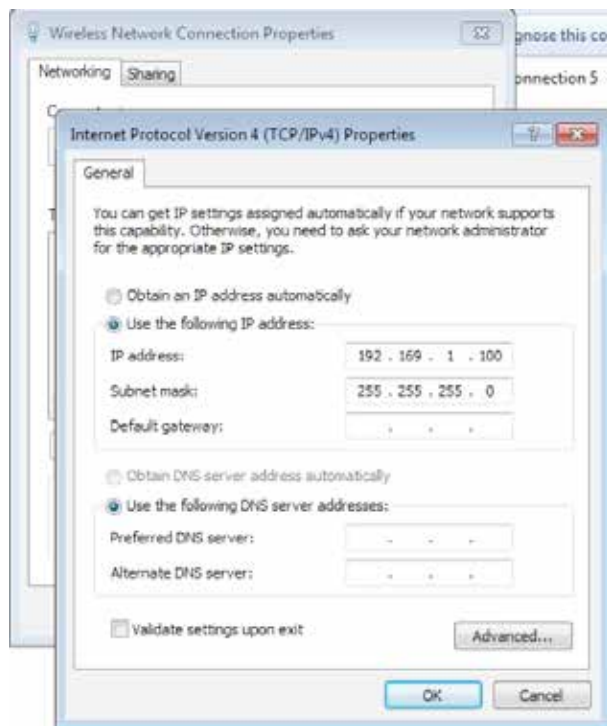 Wireless Network Connection Properties
gnose this co
Networking
Sharing
onnection 5
Internet Protocol Version 4 (TCP/IPv4) Properties
General
You can get IP settings assigned automatically if your network supports
this capability. Otherwise, you need to ask your network administrator
for the appropriate IP settings.
Obtain an IP address automatically
Use the following IP address:
IP address: 192 . 169 . 1 . 100
Subnet mask: 255 . 255 . 255 . 0
Default gateway: . . .
Obtain DNS server address automatically
Use the following DNS server addresses:
Preferred DNS server: . . .
Alternate DNS server: . . .
Validate settings upon exit
Advanced...
OK
Cancel